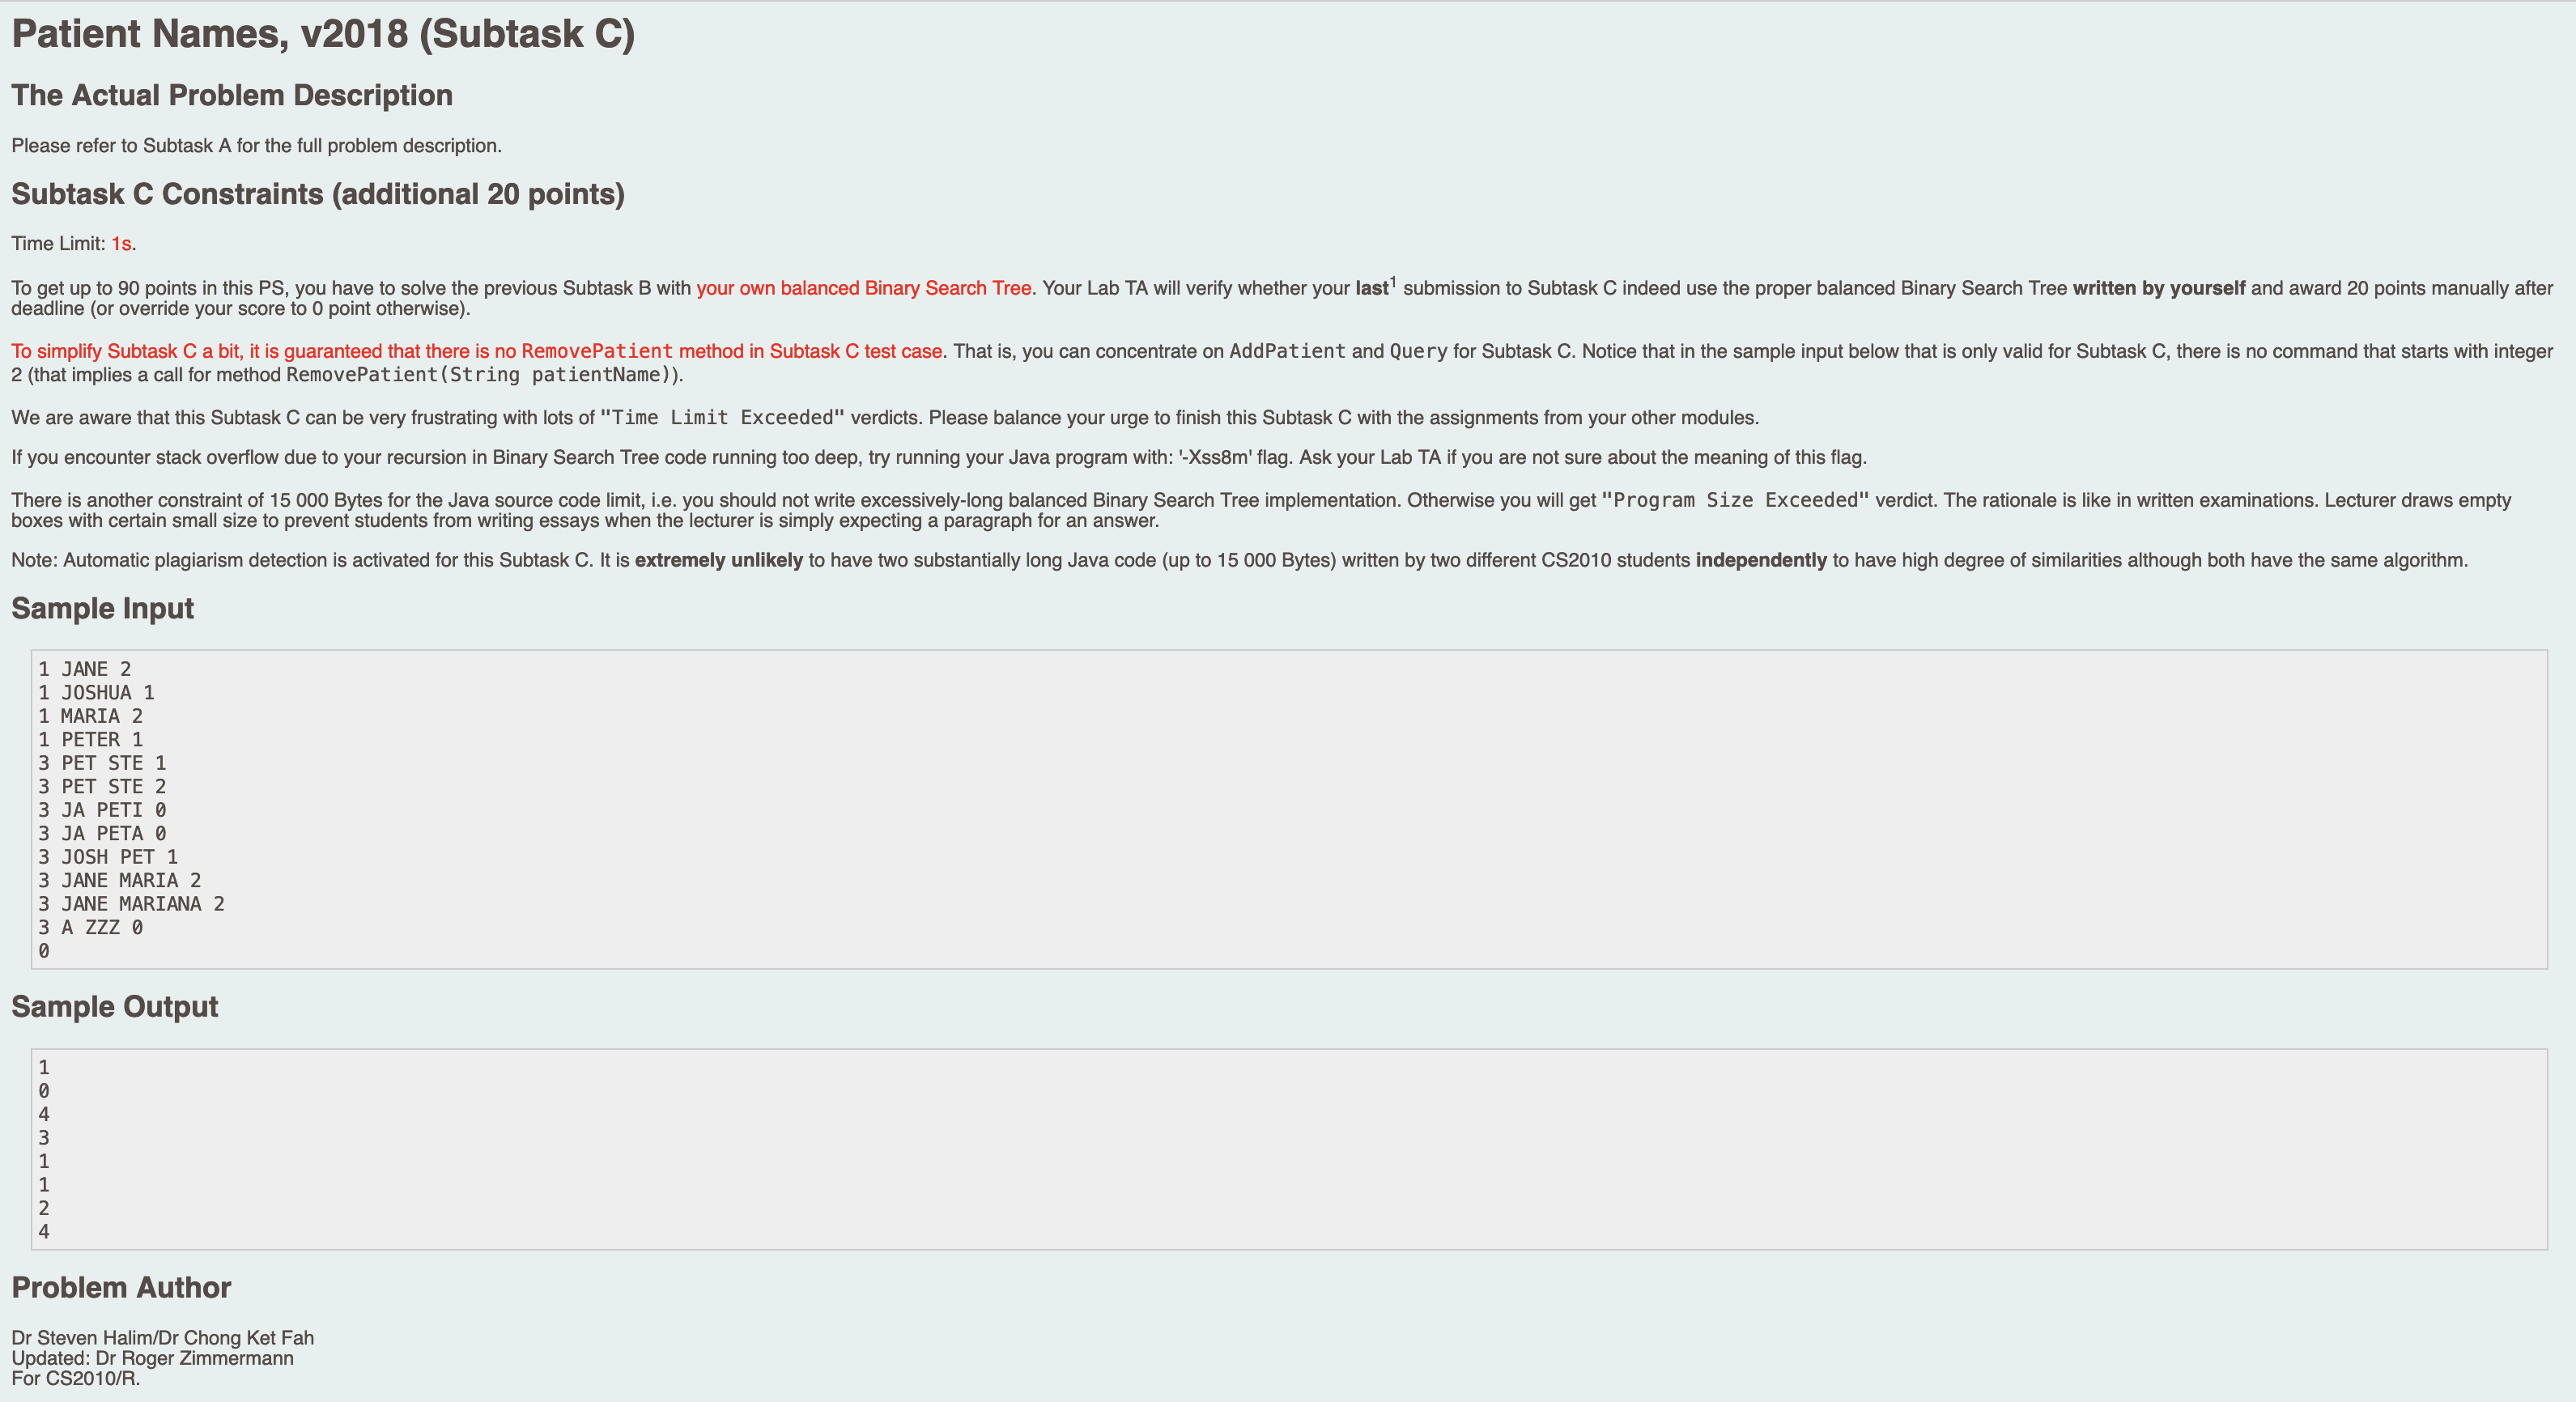 Patient Names, v2018 (Subtask C)
The Actual Problem Description
Please refer to Subtask A for the full problem description.
Subtask C Constraints (additional 20 points)
Time Limit: 1s.
To get up to 90 points in this PS, you have to solve the previous Subtask B with your own balanced Binary Search Tree. Your Lab TA will verify whether your last1 submission to Subtask C indeed use the proper balanced Binary Search Tree written by yourself and award 20 points manually after
deadline (or override your score to 0 point otherwise).
To simplify Subtask C a bit, it is guaranteed that there is no RemovePatient method in Subtask C test case. That is, you can concentrate on AddPatient and Query for Subtask C. Notice that in the sample input below that is only valid for Subtask C, there is no command that starts with integer
2 (that implies a call for method RemovePatient(String patientName)).
We are aware that this Subtask C can be very frustrating with lots of "Time Limit Exceeded" verdicts. Please balance your urge to finish this Subtask C with the assignments from your other modules.
If you encounter stack overflow due to your recursion in Binary Search Tree code running too deep, try running your Java program with: '-Xss8m' flag. Ask your Lab TA if you are not sure about the meaning of this flag.
There is another constraint of 15 000 Bytes for the Java source code limit, i.e. you should not write excessively-long balanced Binary Search Tree implementation. Otherwise you will get "Program Size Exceeded" verdict. The rationale is like in written examinations. Lecturer draws empty
boxes with certain small size to prevent students from writing essays when the lecturer is simply expecting a paragraph for an answer.
Note: Automatic plagiarism detection is activated for this Subtask C. It is extremely unlikely to have two substantially long Java code (up to 15 000 Bytes) written by two different CS2010 students independently to have high degree of similarities although both have the same algorithm.
Sample Input
1 JANE 2
1 JOSHUA 1
1 MARIA 2
1 PETER 1
3 PET STE 1
3 PET STE 2
3 JA PETI 0
3 JA PETA 0
3 JOSH PET 1
3 JANE MARIA 2
3 JANE MARIANA 2
3 A ZZZ 0
0
Sample Output
1
0
4
3
1
1
2
4
Problem Author
Dr Steven Halim/Dr Chong Ket Fah
Updated: Dr Roger Zimmermann
For CS2010/R.